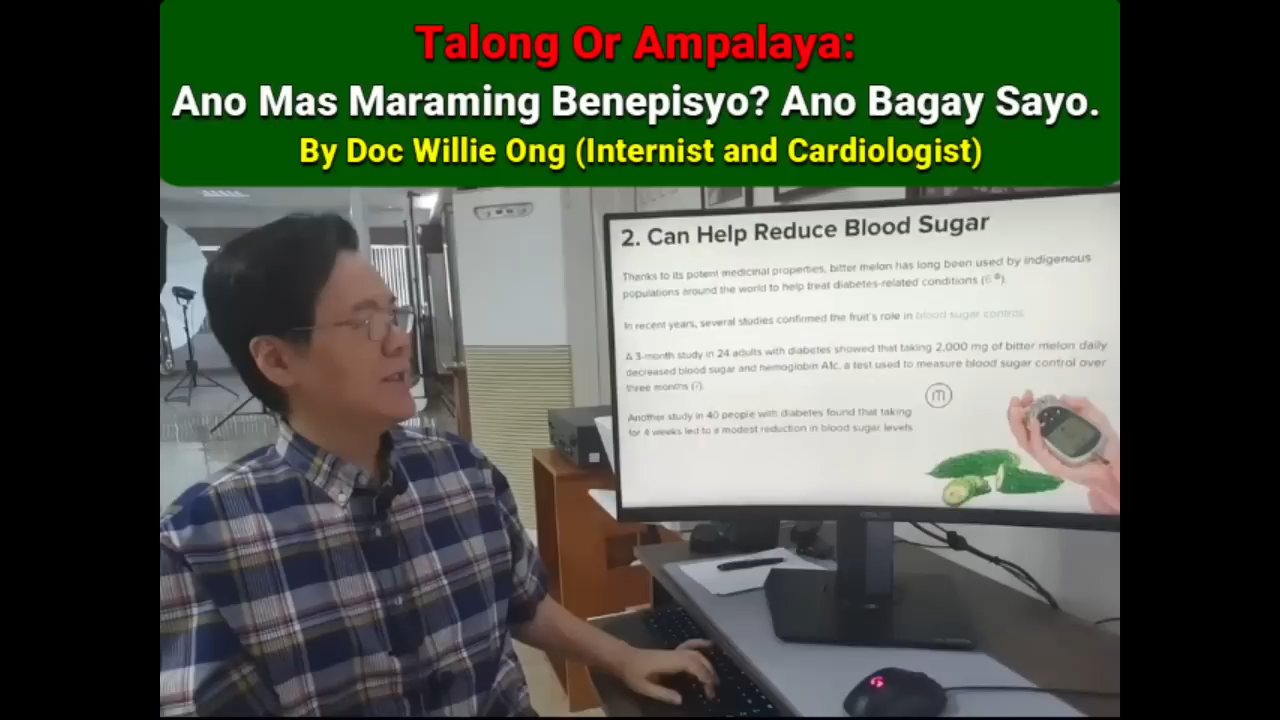 Talong Or Ampalaya:
Ano Mas Maraming Benepisyo? Ano Bagay Sayo.
By Doc Willie Ong (Internist and Cardiologist)
2. Can Help Reduce Blood Sugar
Thanks to its potent medicinal properties, bitter melon has long been used by indigenous
populations around the world to help treat diabetes-related conditions (6
In recent years, several studies confirmed the fruit's role in blood sugar control.
A 3-month study in 24 adults with diabetes showed that taking 2,000 mg of bitter melon daily
decreased blood sugar and hemoglobin A1c, a test used to measure blood sugar control over
three months (7).
Another study in 40 people with diabetes found that taking
for 4 weeks led to a modest reduction in blood sugar levels